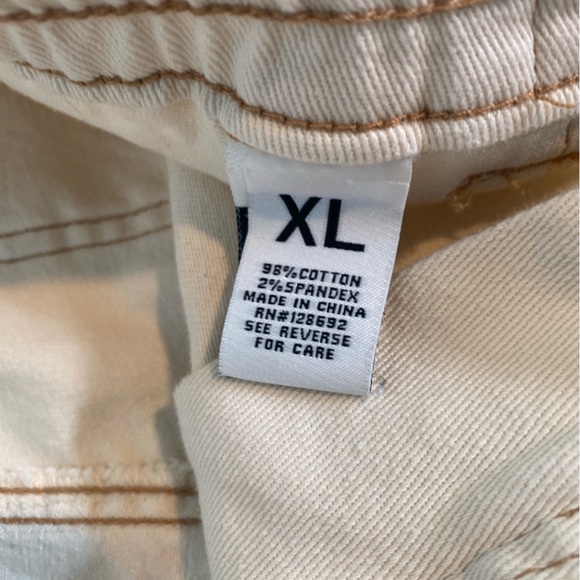 XL
98%COTTON
2%SPANDEX
MADE IN CHINA
RN#128692
SEE REVERSE
FOR CARE